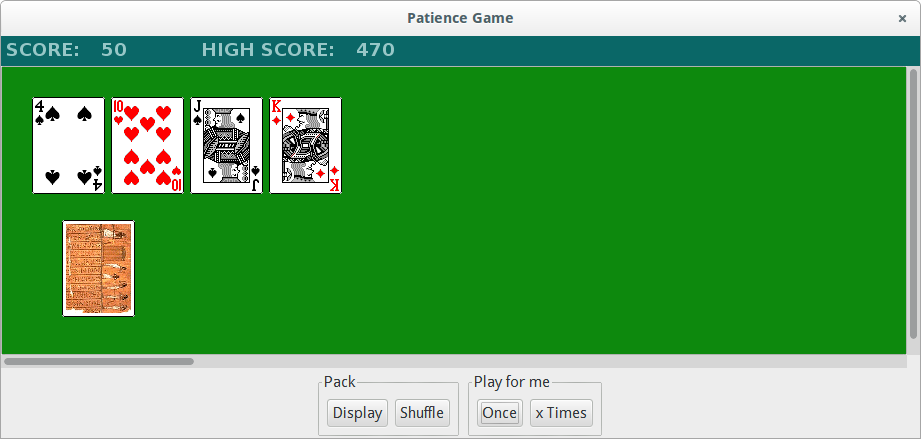 Patience Game
SCORE: 50 HIGH SCORE: 470
4 10 J K
4 10 J K
Pack Play for me
Display Shuffle Once x Times